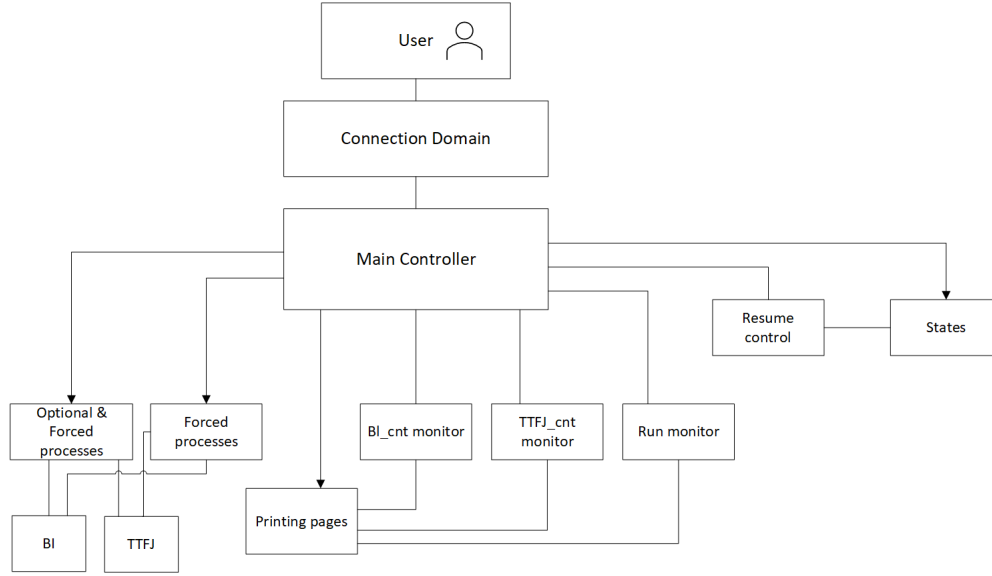 User
Connection Domain
Main Controller
Resume
control
States
Optional &
Forced
processes
Forced
processes
BI_cnt monitor
TTFJ_cnt
monitor
Run monitor
Printing pages
BI
TTFJ